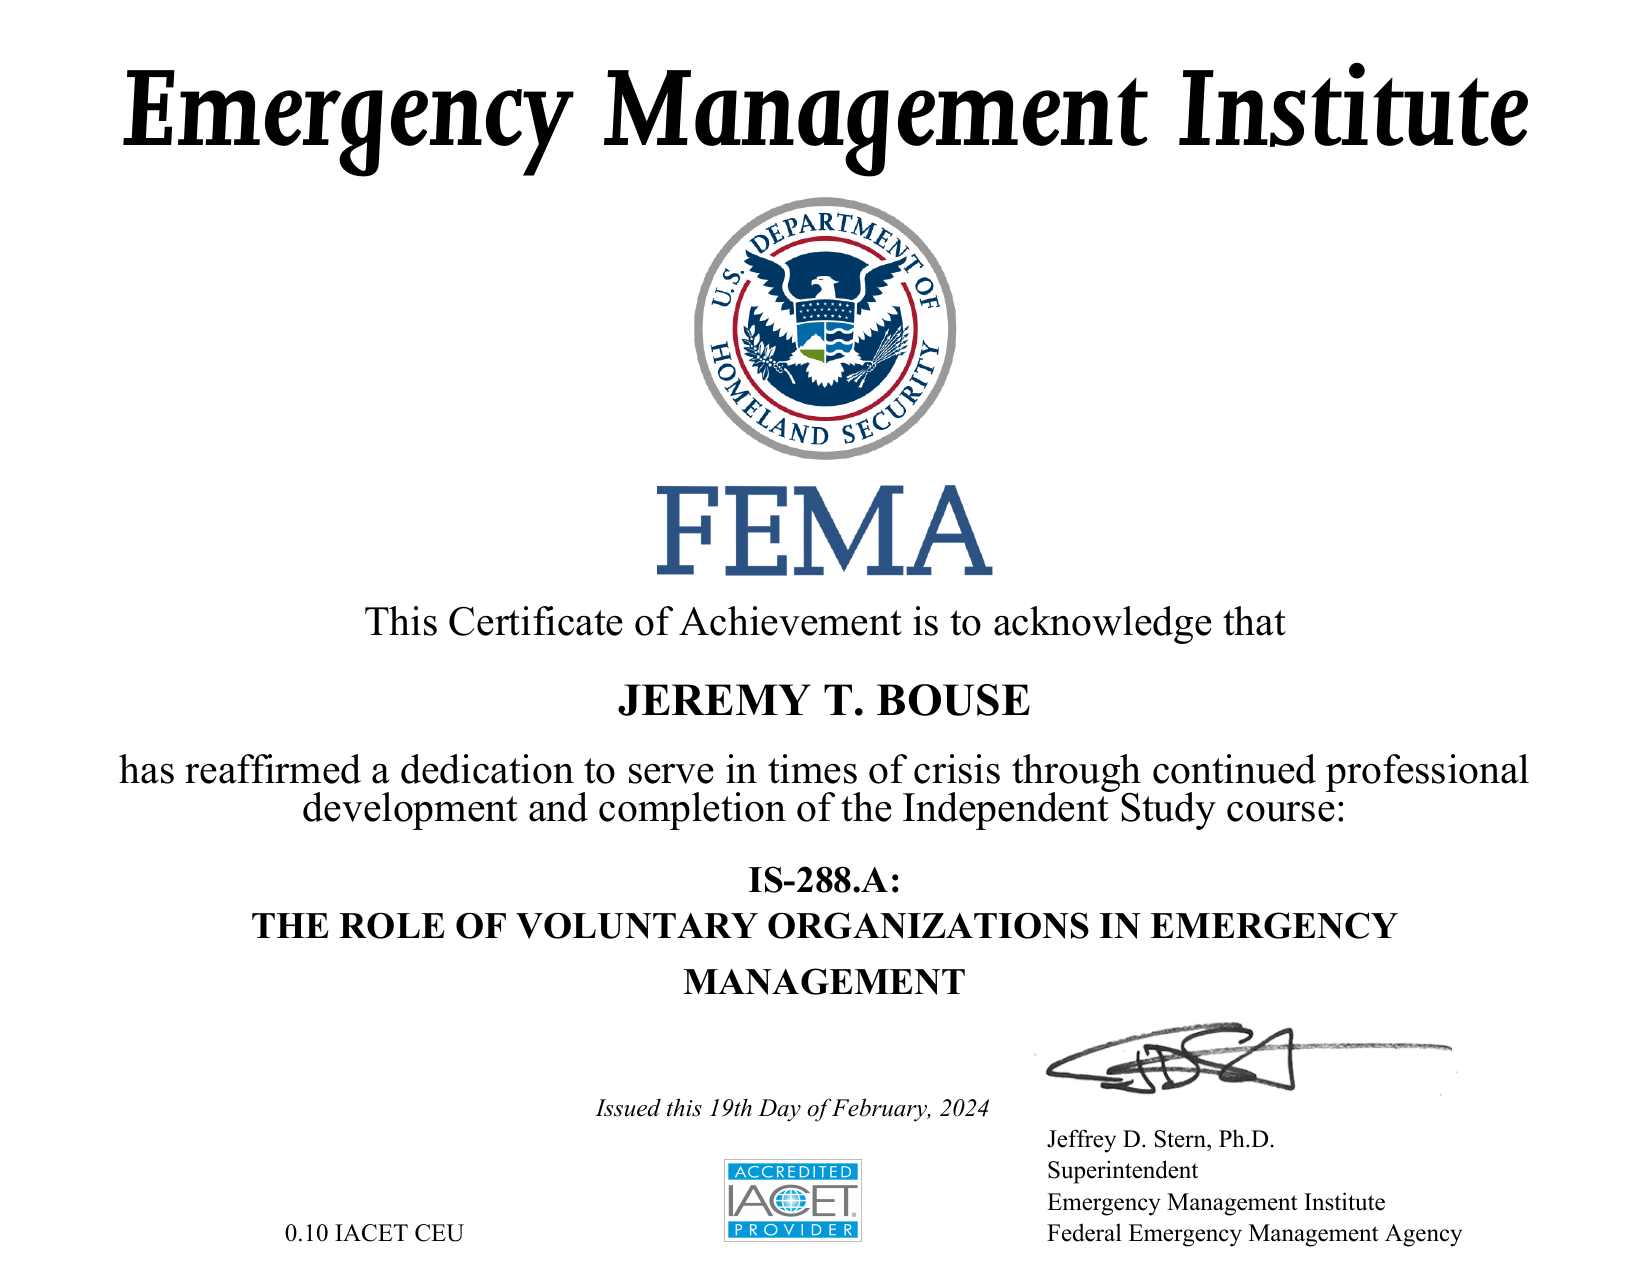 Emergency Management Institute
U.S. DEPARTMENT OF
HOMELAND SECURITY
FEMA
This Certificate of Achievement is to acknowledge that
JEREMY T. BOUSE
has reaffirmed a dedication to serve in times of crisis through continued professional
development and completion of the Independent Study course:
IS-288.A:
THE ROLE OF VOLUNTARY ORGANIZATIONS IN EMERGENCY
MANAGEMENT
Issued this 19th Day of February, 2024
Jeffrey D. Stern, Ph.D.
Superintendent
Emergency Management Institute
Federal Emergency Management Agency
ACCREDITED
IACET®
PROVIDER
0.10 IACET CEU